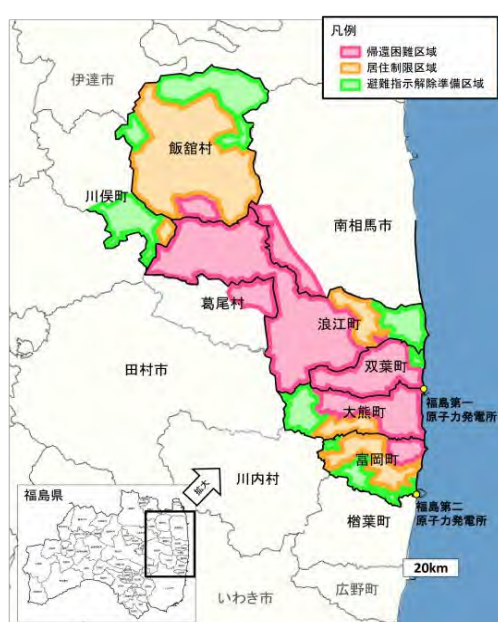 凡例
帰還困難区域
居住制限区域
避難指示解除準備区域
伊達市
飯舘村
川俣町
南相馬市
葛尾村
浪江町
田村市
双葉町
大熊町
福島第一
原子力発電所
富岡町
川内村
拡大
福島県
福島第二
原子力発電所
楢葉町
20km
広野町
いわき市